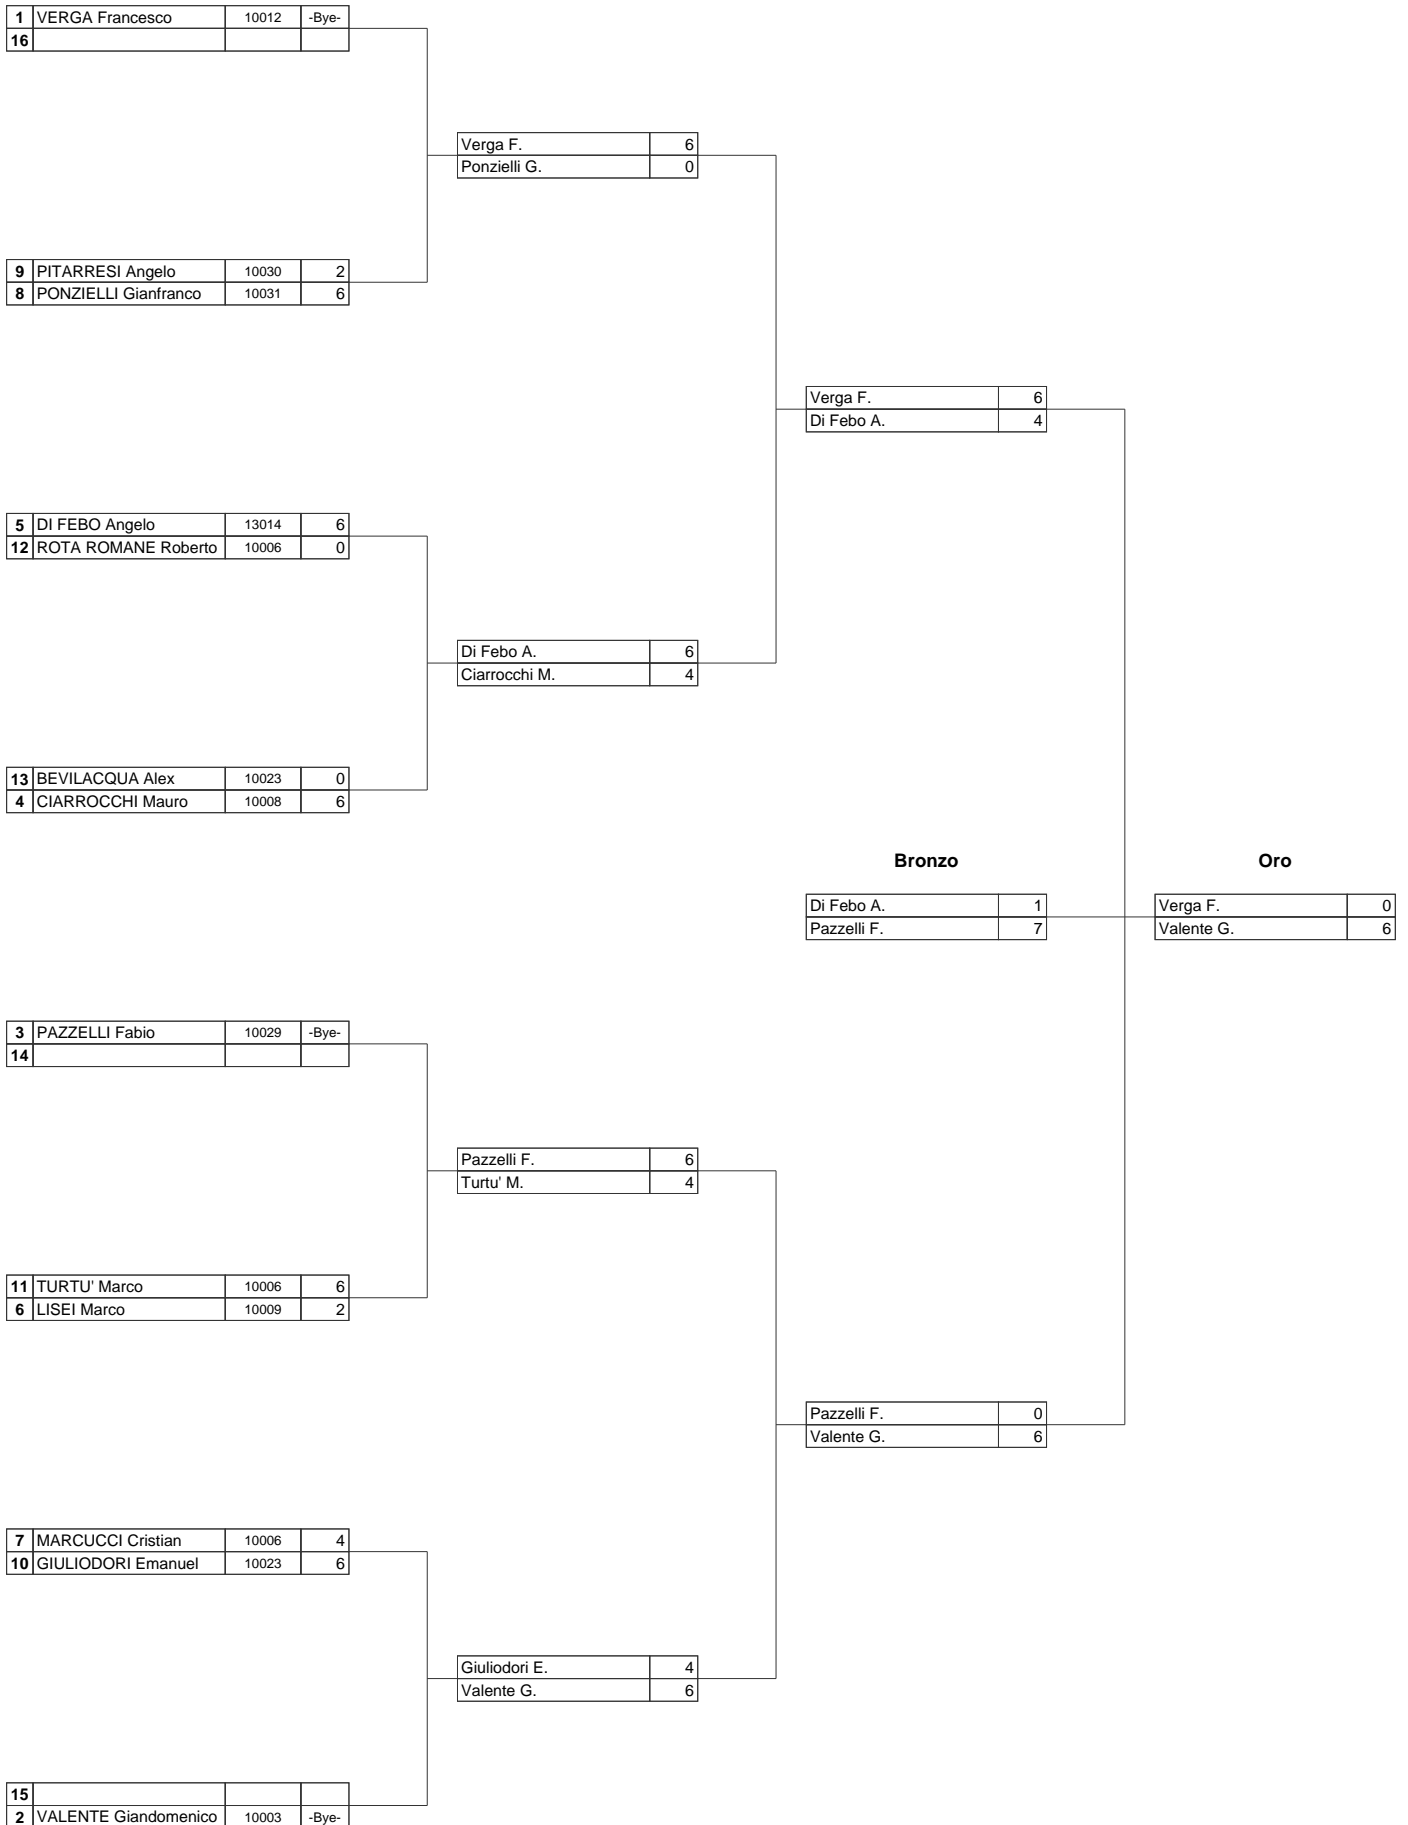 1 VERGA Francesco 10012 -Bye-
16
Verga F. 6
Ponzielli G. 0
9 PITARRESI Angelo 10030 2
8 PONZIELLI Gianfranco 10031 6
Verga F. 6
Di Febo A. 4
5 DI FEBO Angelo 13014 6
12 ROTA ROMANE Roberto 10006 0
Di Febo A. 6
Ciarrocchi M. 4
13 BEVILACQUA Alex 10023 0
4 CIARROCCHI Mauro 10008 6
Bronzo Oro
Di Febo A. 1 Verga F. 0
Pazzelli F. 7 Valente G. 6
3 PAZZELLI Fabio 10029 -Bye-
14
Pazzelli F. 6
Turtu' M. 4
11 TURTU' Marco 10006 6
6 LISEI Marco 10009 2
Pazzelli F. 0
Valente G. 6
7 MARCUCCI Cristian 10006 4
10 GIULIODORI Emanuel 10023 6
Giuliodori E. 4
Valente G. 6
15
2 VALENTE Giandomenico 10003 -Bye-